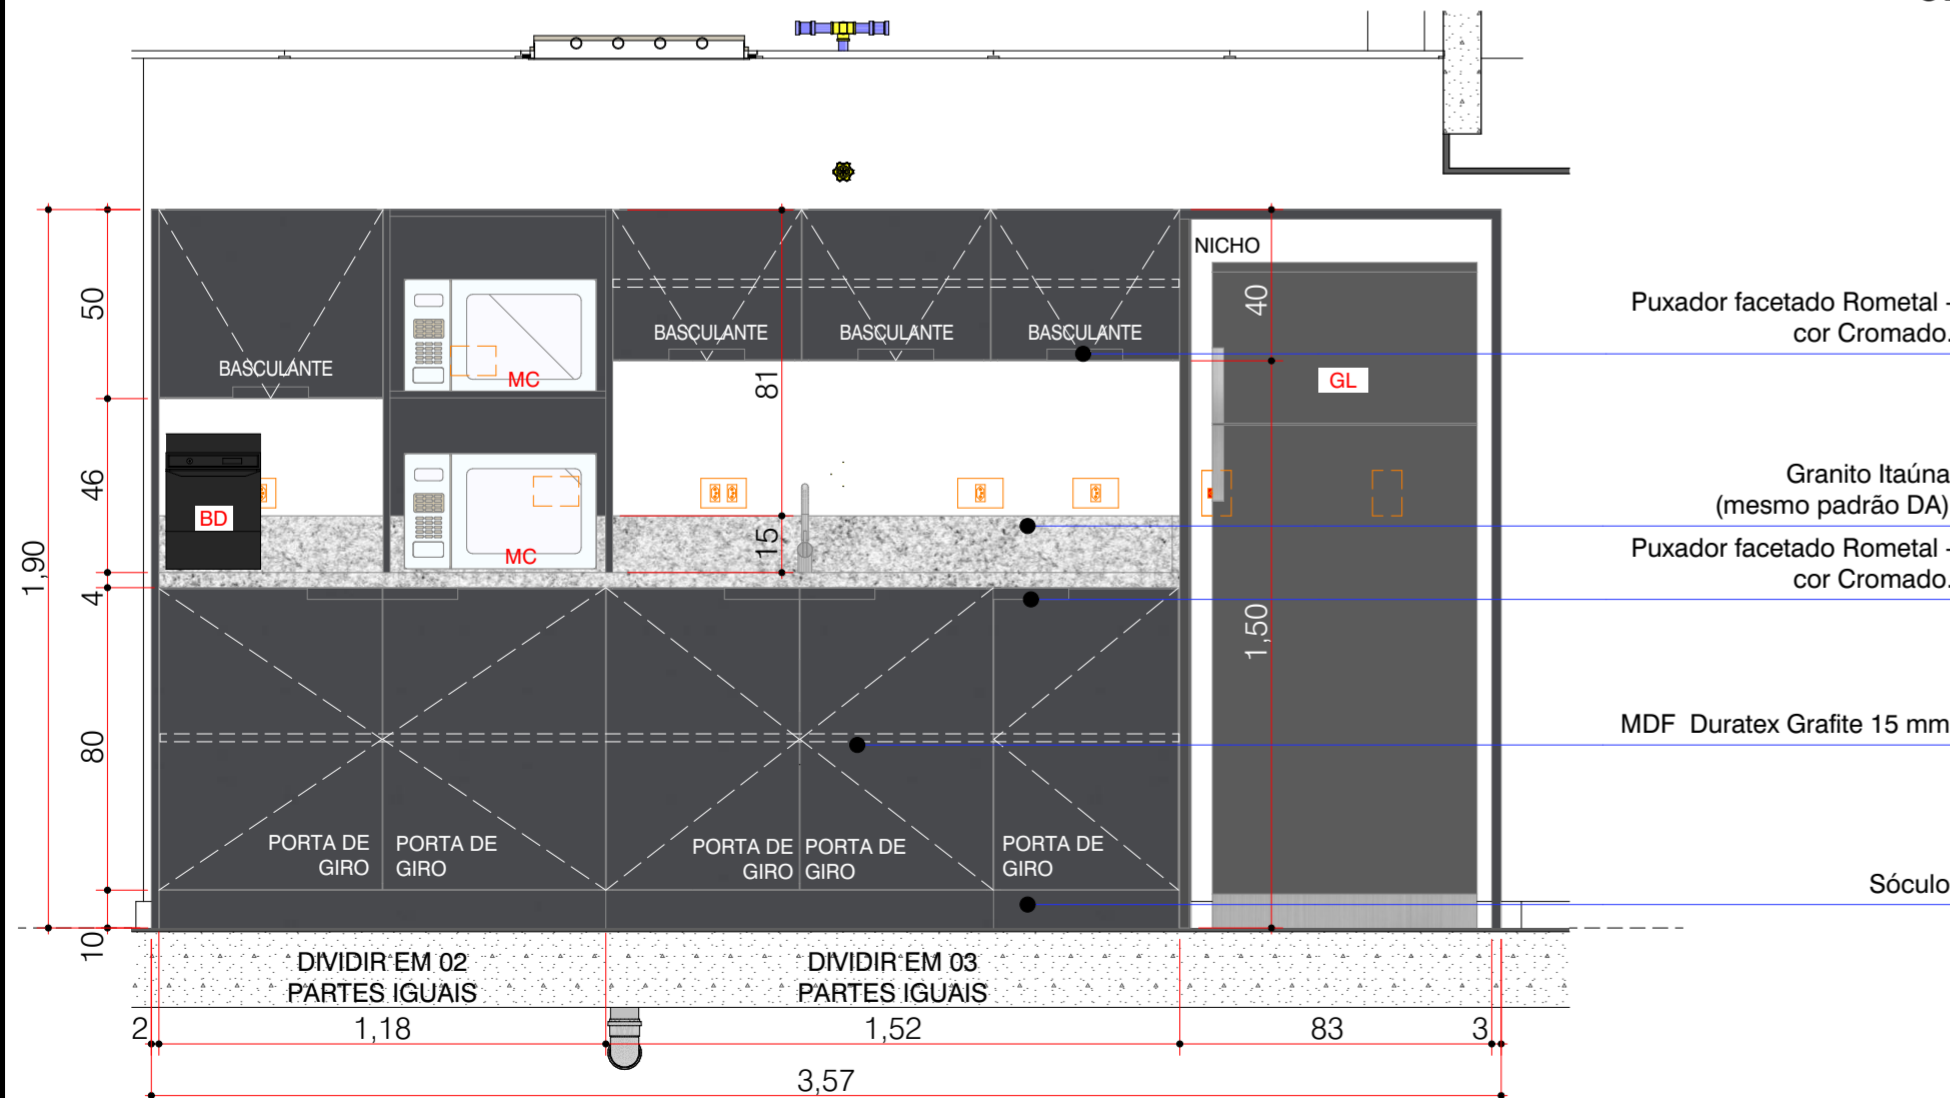 NICHO
40
Puxador facetado Rometal -
cor Cromado.
50
BASCULANTE
BASCULANTE
BASCULANTE
BASCULANTE
MC
GL
81
46
BD
Granito Itaúna
(mesmo padrão DA)
15
MC
Puxador facetado Rometal -
cor Cromado.
1,90
4
1,50
MDF Duratex Grafite 15 mm
80
PORTA DE
GIRO
PORTA DE
GIRO
PORTA DE
GIRO
PORTA DE
GIRO
PORTA DE
GIRO
Sóculo
10
DIVIDIR EM 02
PARTES IGUAIS
DIVIDIR EM 03
PARTES IGUAIS
2
1,18
1,52
83
3
3,57